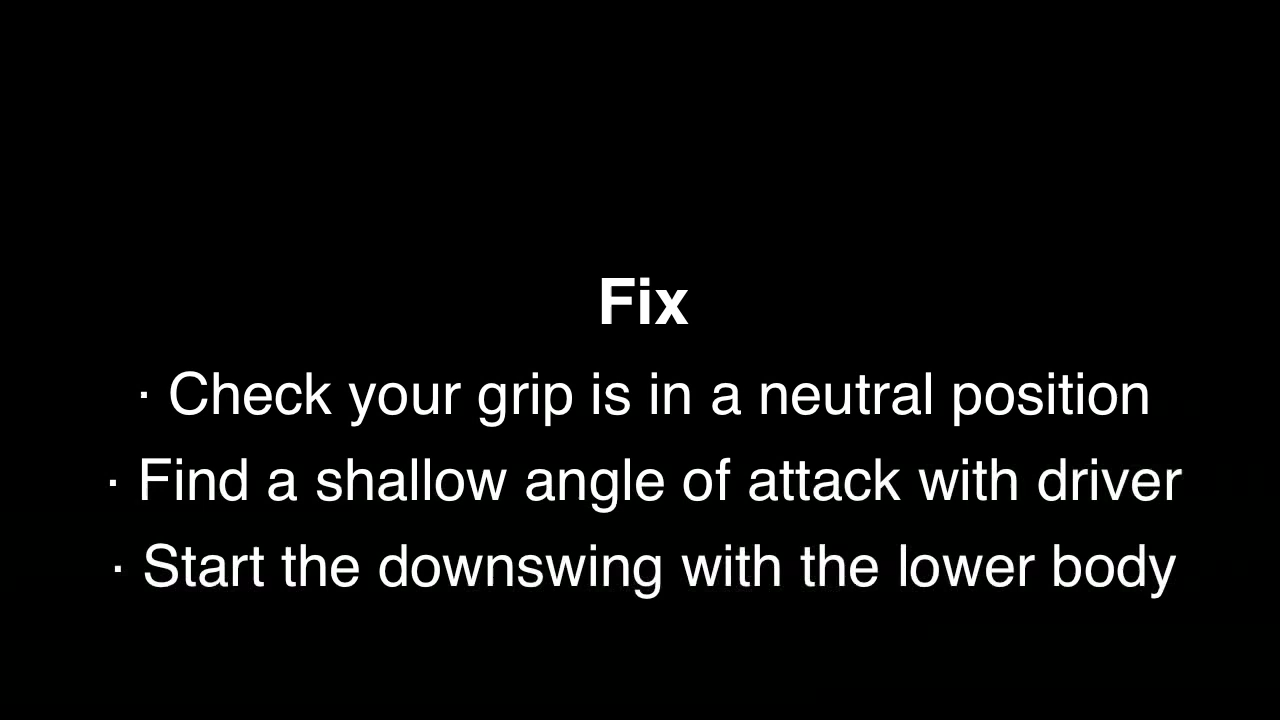 Fix
· Check your grip is in a neutral position
· Find a shallow angle of attack with driver
· Start the downswing with the lower body